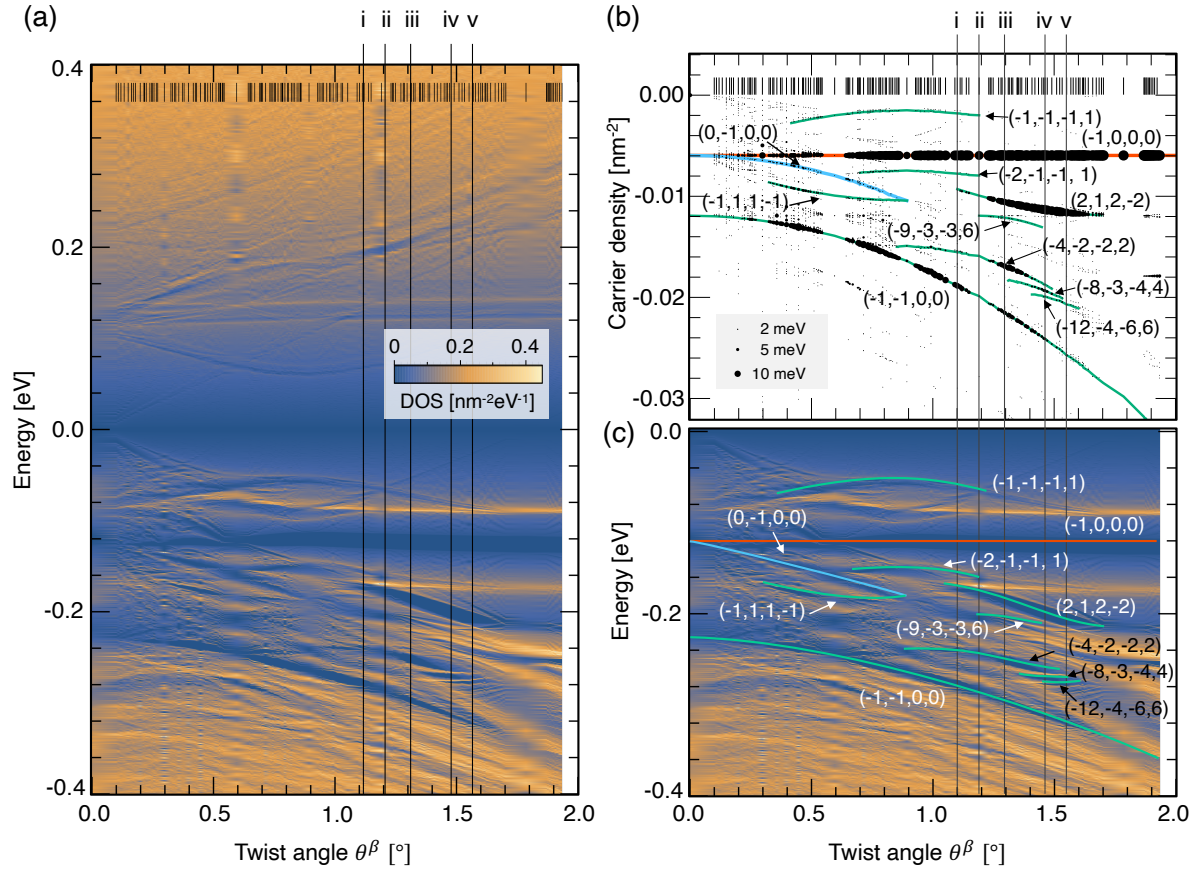 (a)
i ii iii iv v
0.4
0.2
0.0
-0.2
-0.4
Energy [eV]
0 0.2 0.4
DOS [nm⁻²eV⁻¹]
0.0 0.5 1.0 1.5 2.0
Twist angle θᵝ [°]
(b)
i ii iii iv v
0.00
-0.01
-0.02
-0.03
Carrier density [nm⁻²]
(-1,-1,-1,1)
(0,-1,0,0)
(-1,0,0,0)
(-2,-1,-1, 1)
(-1,1,1,-1)
(2,1,2,-2)
(-9,-3,-3,6)
(-4,-2,-2,2)
(-1,-1,0,0)
(-8,-3,-4,4)
(-12,-4,-6,6)
2 meV
5 meV
10 meV
(c)
0.0
-0.2
-0.4
Energy [eV]
(-1,-1,-1,1)
(0,-1,0,0)
(-1,0,0,0)
(-2,-1,-1, 1)
(-1,1,1,-1)
(2,1,2,-2)
(-9,-3,-3,6)
(-4,-2,-2,2)
(-8,-3,-4,4)
(-1,-1,0,0)
(-12,-4,-6,6)
0.0 0.5 1.0 1.5 2.0
Twist angle θᵝ [°]